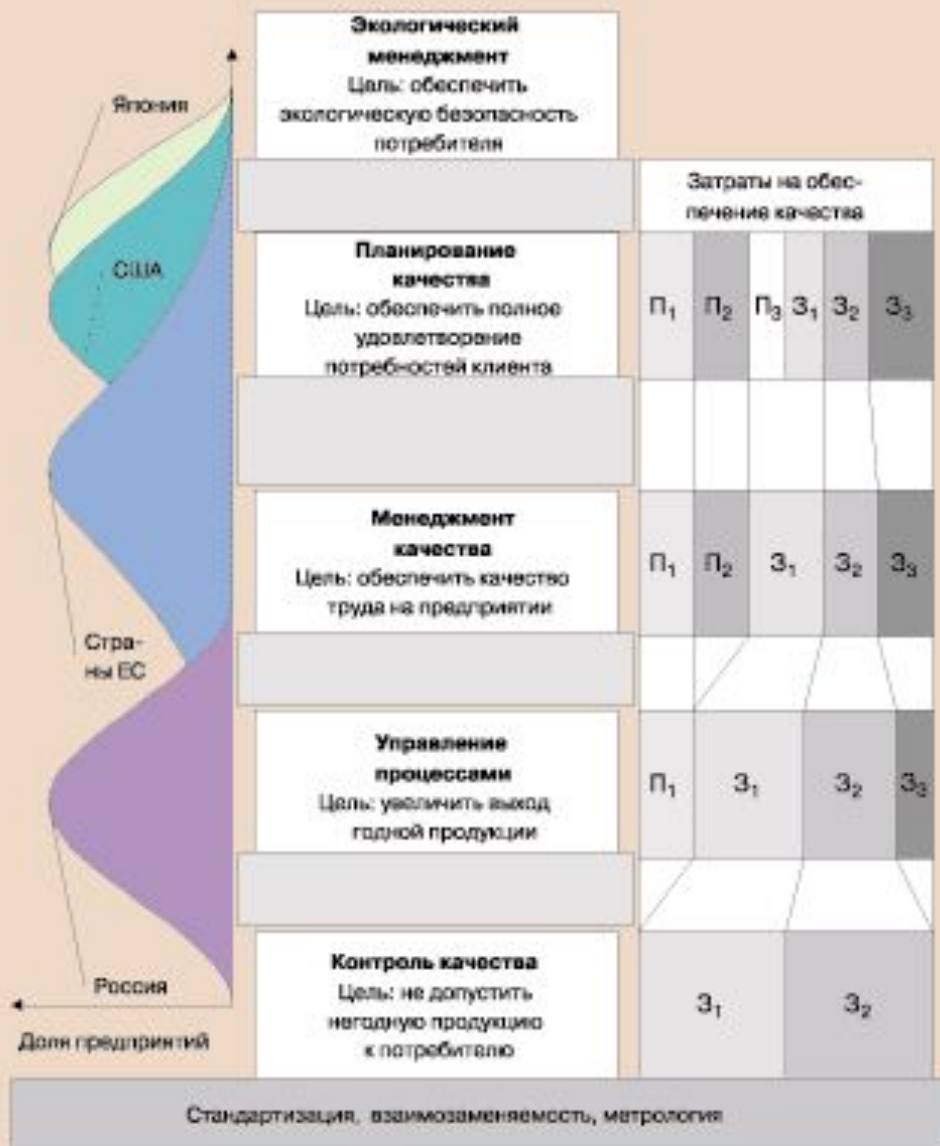 Экологический
менеджмент
Цель: обеспечить
экологическую безопасность
потребителя
Япония
Затраты на обес-
печение качества
Планирование
качества
Цель: обеспечить полное
удовлетворение
потребностей клиента
США
П₁ П₂ П₃ З₁ З₂ З₃
Менеджмент
качества
Цель: обеспечить качество
труда на предприятии
П₁ П₂ З₁ З₂ З₃
Стра-
ны ЕС
Управление
процессами
Цель: увеличить выход
годной продукции
П₁ З₁ З₂ З₃
Контроль качества
Цель: не допустить
негодную продукцию
к потребителю
З₁ З₂
Россия
Доля предприятий
Стандартизация, взаимозаменяемость, метрология